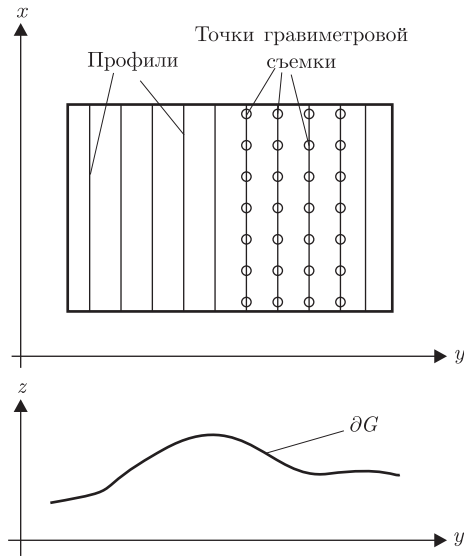 x
Точки гравиметровой
съемки
Профили
y
z
∂G
y